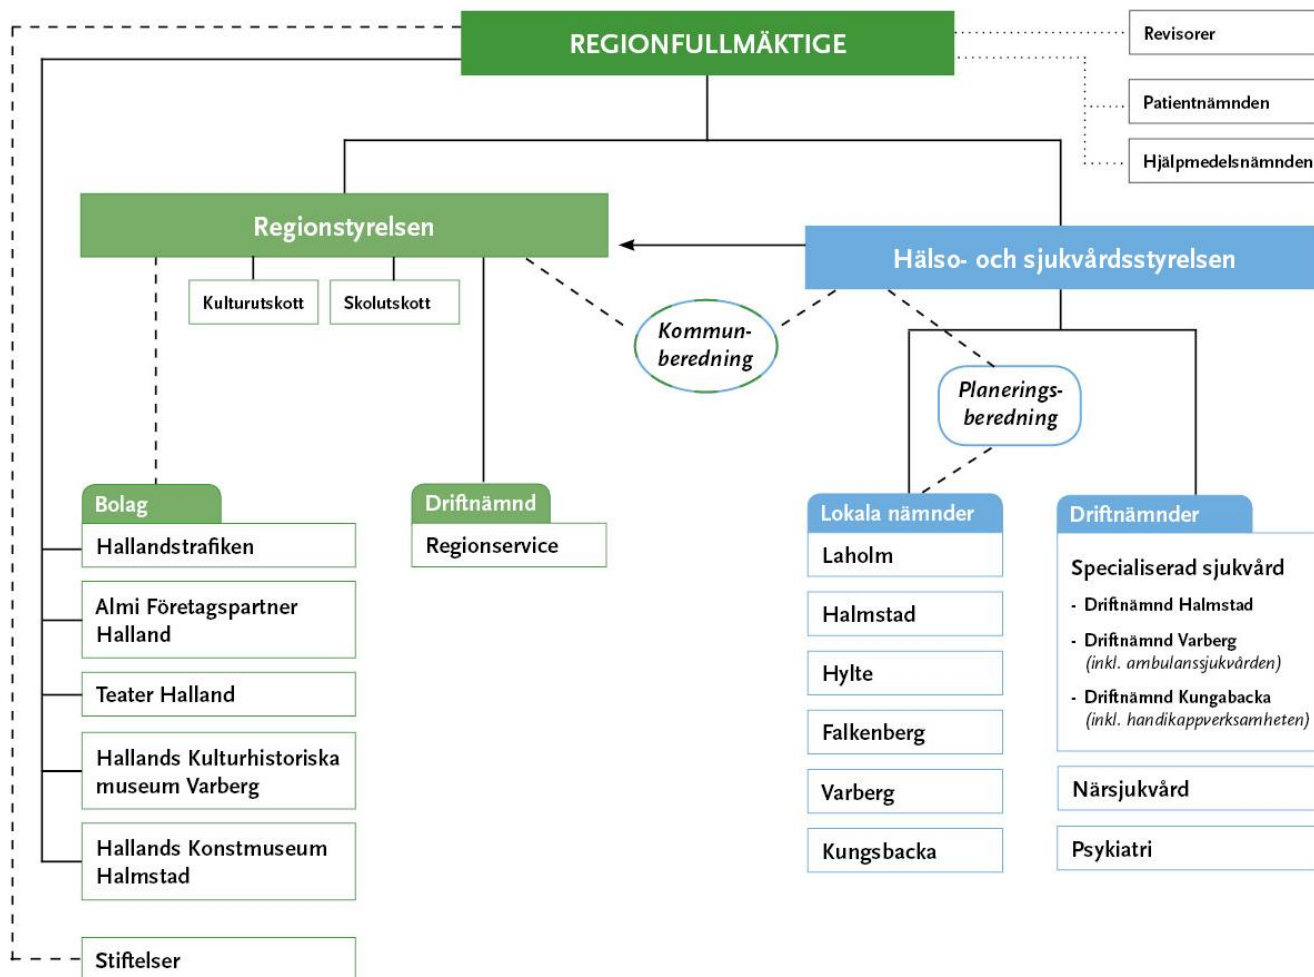 REGIONFULLMÄKTIGE
Revisorer
Patientnämnden
Hjälpmedelsnämnden
Regionstyrelsen
Hälso- och sjukvårdsstyrelsen
Kulturutskott
Skolutskott
Kommun-
beredning
Planerings-
beredning
Bolag
Hallandstrafiken
Almi Företagspartner
Halland
Teater Halland
Hallands Kulturhistoriska
museum Varberg
Hallands Konstmuseum
Halmstad
Stiftelser
Driftnämnd
Regionservice
Lokala nämnder
Laholm
Halmstad
Hylte
Falkenberg
Varberg
Kungsbacka
Driftnämnder
Specialiserad sjukvård
- Driftnämnd Halmstad
- Driftnämnd Varberg
(inkl. ambulanssjukvården)
- Driftnämnd Kungabacka
(inkl. handikappverksamheten)
Närsjukvård
Psykiatri